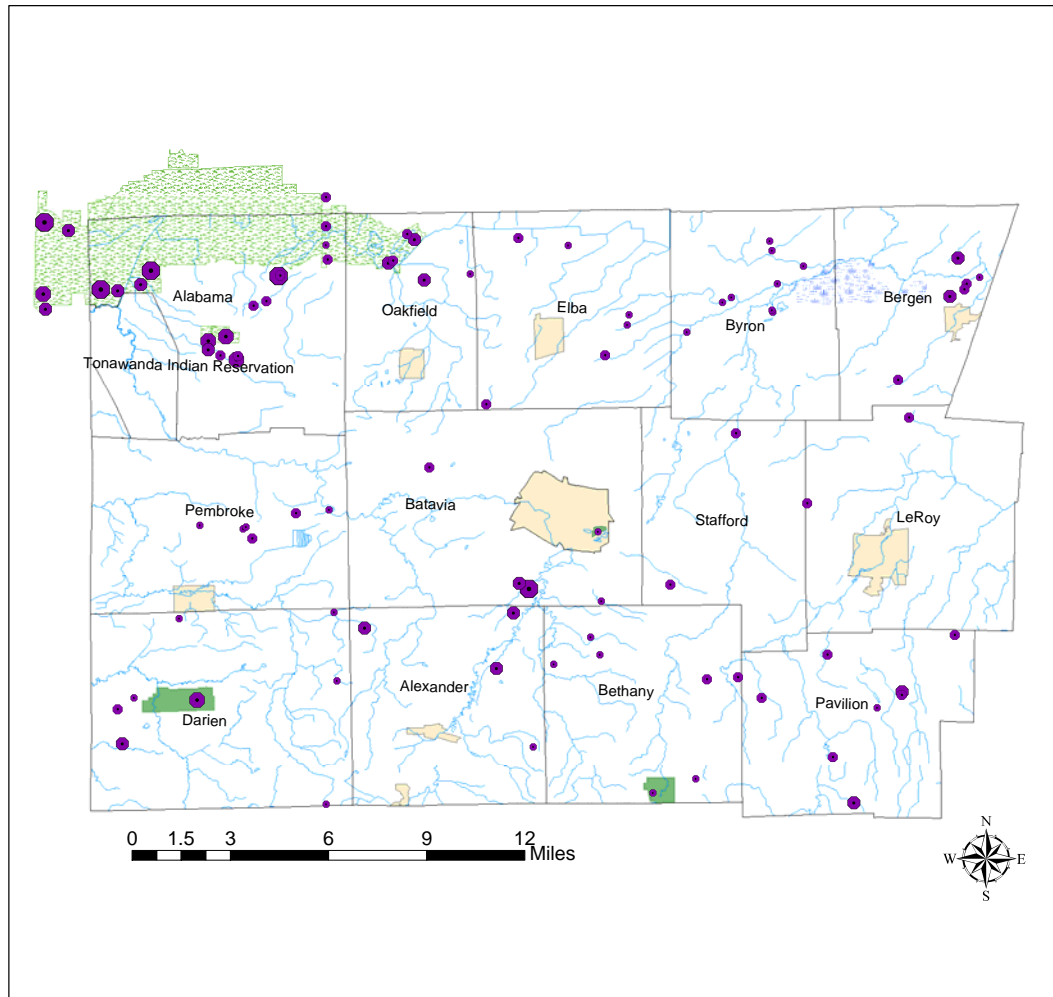 Alabama
Oakfield
Elba
Byron
Bergen
Tonawanda Indian Reservation
Pembroke
Batavia
Stafford
LeRoy
Darien
Alexander
Bethany
Pavilion
0 1.5 3 6 9 12
Miles
N
W E
S